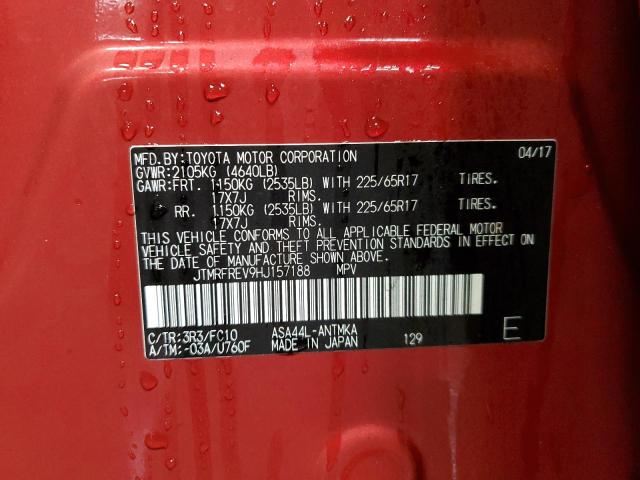 MFD.BY:TOYOTA MOTOR CORPORATION 04/17
GVWR:2105KG (4640LB)
GAWR:FRT. 1150KG (2535LB) WITH 225/65R17 TIRES.
17X7J RIMS.
RR. 1150KG (2535LB) WITH 225/65R17 TIRES.
17X7J RIMS.
THIS VEHICLE CONFORMS TO ALL APPLICABLE FEDERAL MOTOR
VEHICLE SAFETY AND THEFT PREVENTION STANDARDS IN EFFECT ON
THE DATE OF MANUFACTURE SHOWN ABOVE.
JTMRFREV9HJ157188 MPV
C/TR:3R3/FC10 ASA44L-ANTMKA
A/TM:-03A/U760F MADE IN JAPAN 129 E